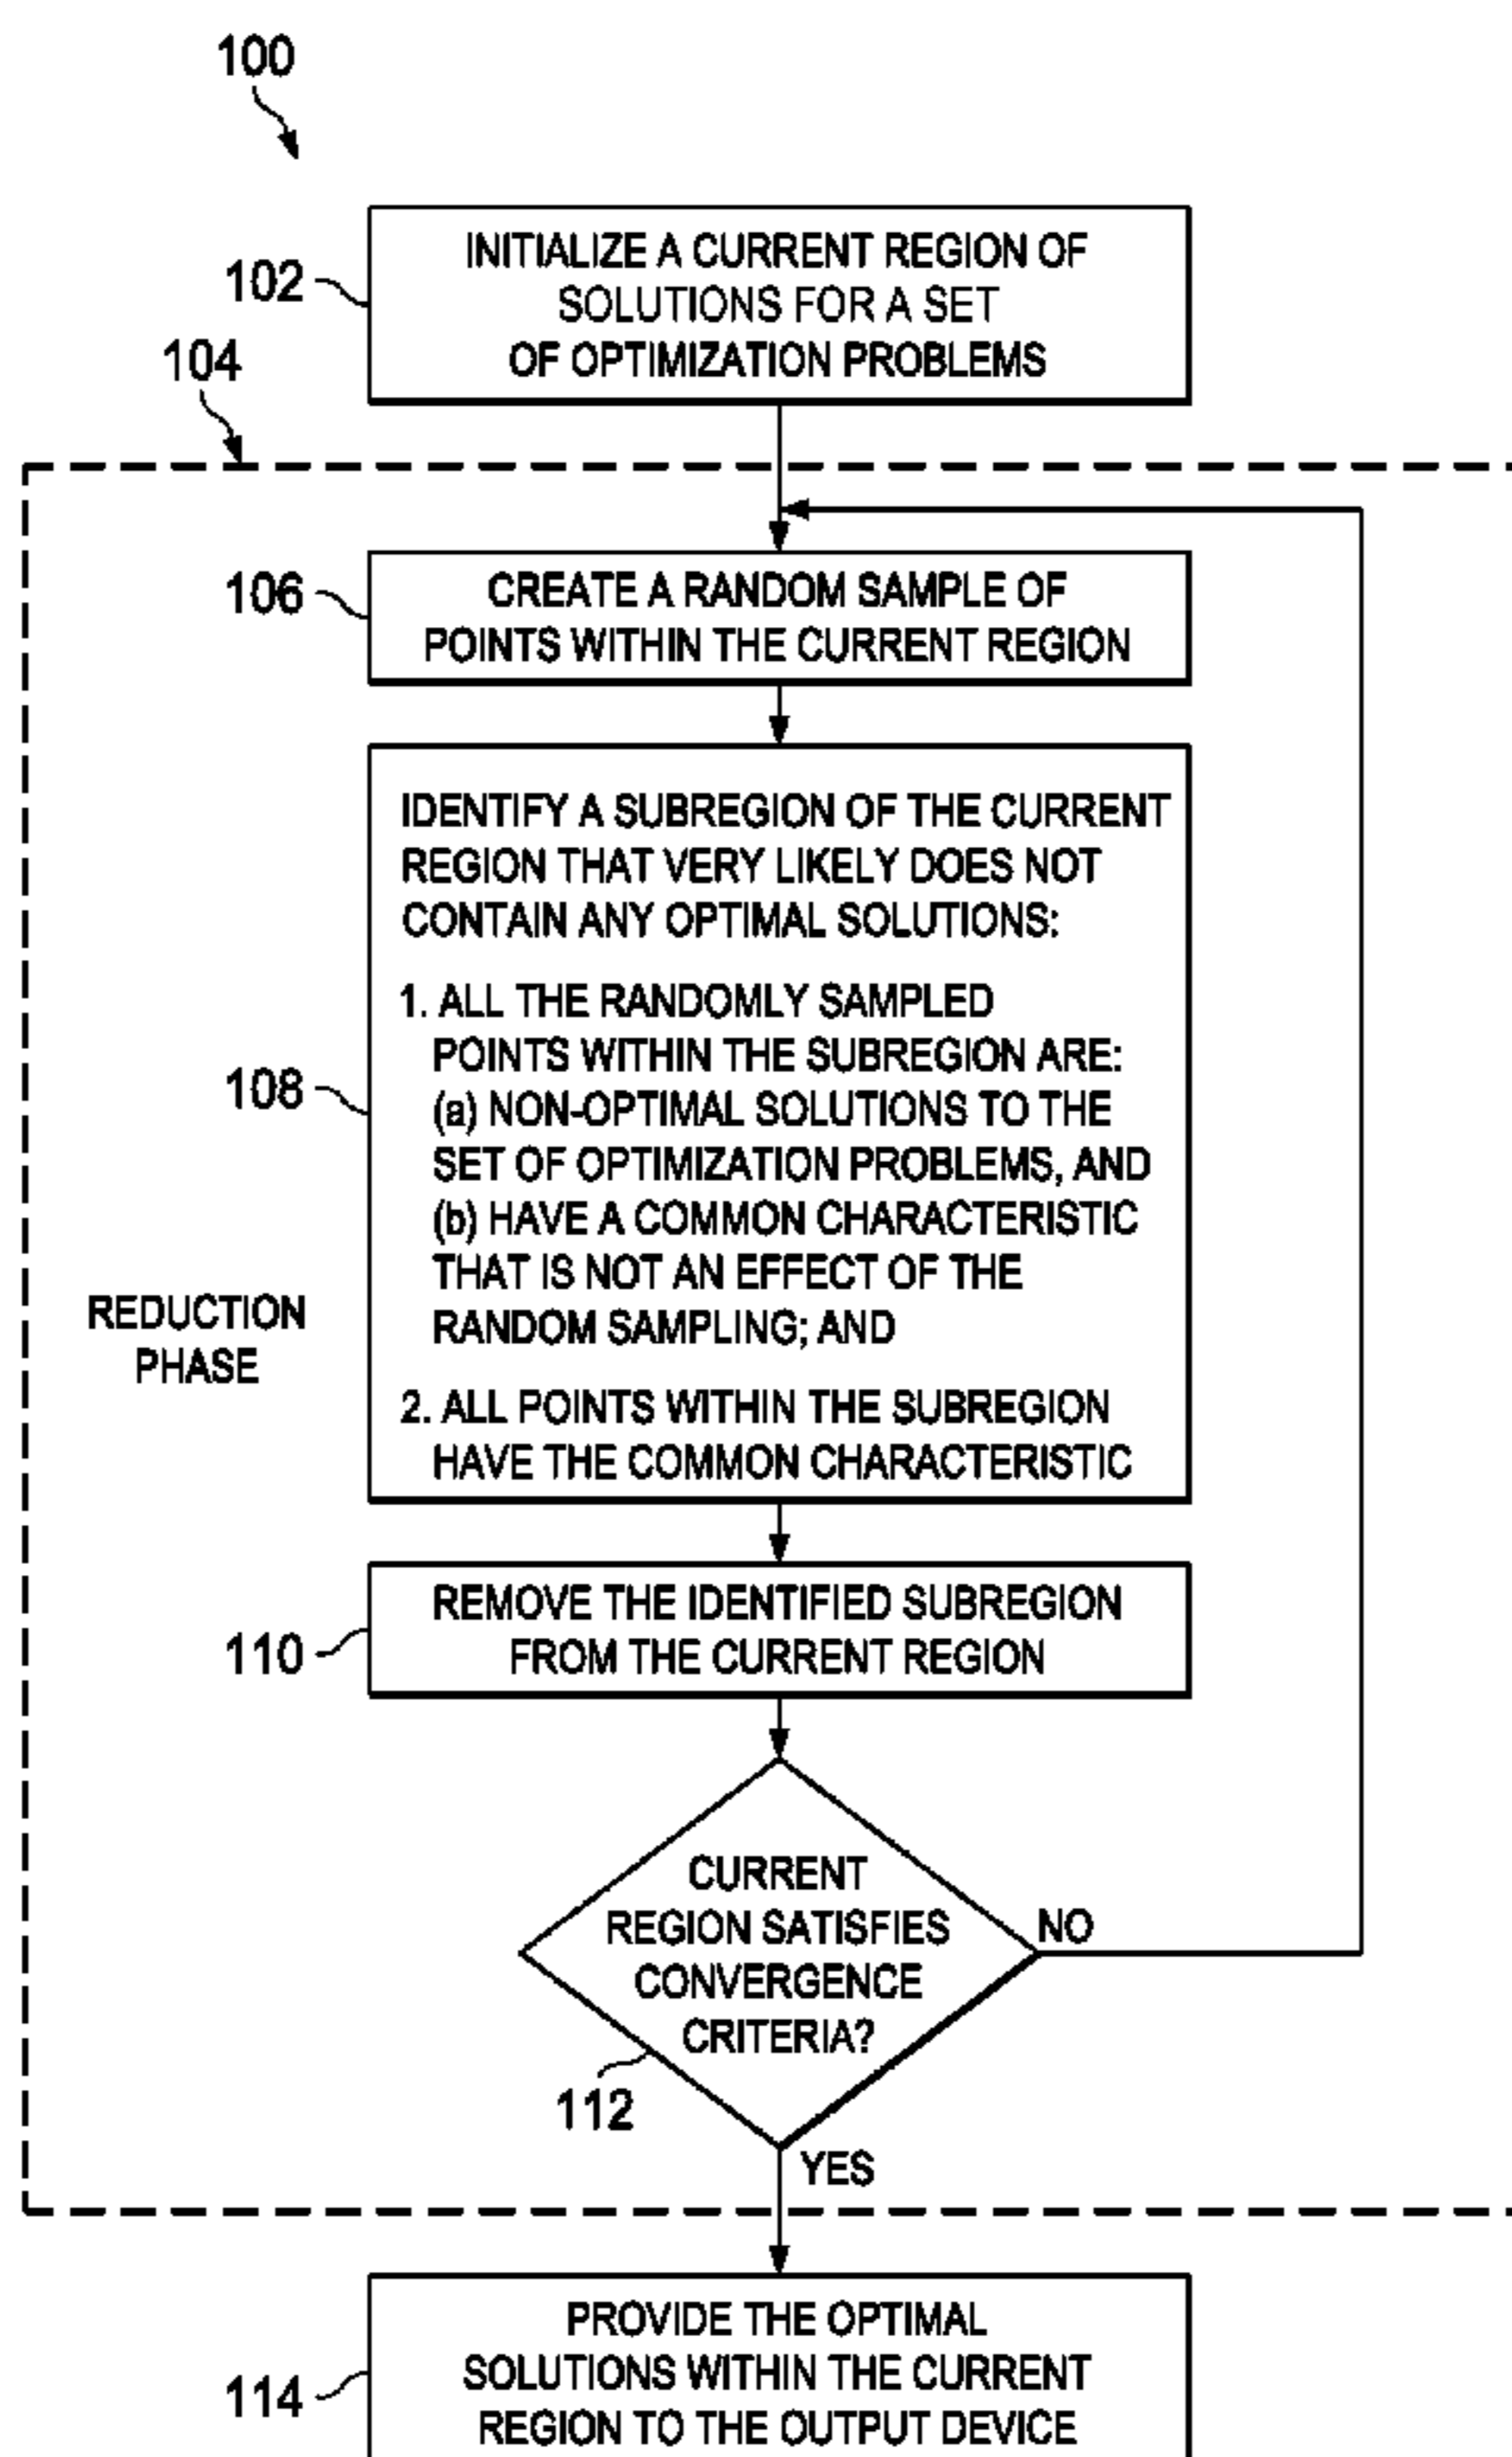 100
102
INITIALIZE A CURRENT REGION OF
SOLUTIONS FOR A SET
OF OPTIMIZATION PROBLEMS
104
106
CREATE A RANDOM SAMPLE OF
POINTS WITHIN THE CURRENT REGION
108
IDENTIFY A SUBREGION OF THE CURRENT
REGION THAT VERY LIKELY DOES NOT
CONTAIN ANY OPTIMAL SOLUTIONS:
1. ALL THE RANDOMLY SAMPLED
POINTS WITHIN THE SUBREGION ARE:
(a) NON-OPTIMAL SOLUTIONS TO THE
SET OF OPTIMIZATION PROBLEMS, AND
(b) HAVE A COMMON CHARACTERISTIC
THAT IS NOT AN EFFECT OF THE
RANDOM SAMPLING; AND
2. ALL POINTS WITHIN THE SUBREGION
HAVE THE COMMON CHARACTERISTIC
REDUCTION
PHASE
110
REMOVE THE IDENTIFIED SUBREGION
FROM THE CURRENT REGION
CURRENT
REGION SATISFIES
CONVERGENCE
CRITERIA?
NO
112
YES
114
PROVIDE THE OPTIMAL
SOLUTIONS WITHIN THE CURRENT
REGION TO THE OUTPUT DEVICE